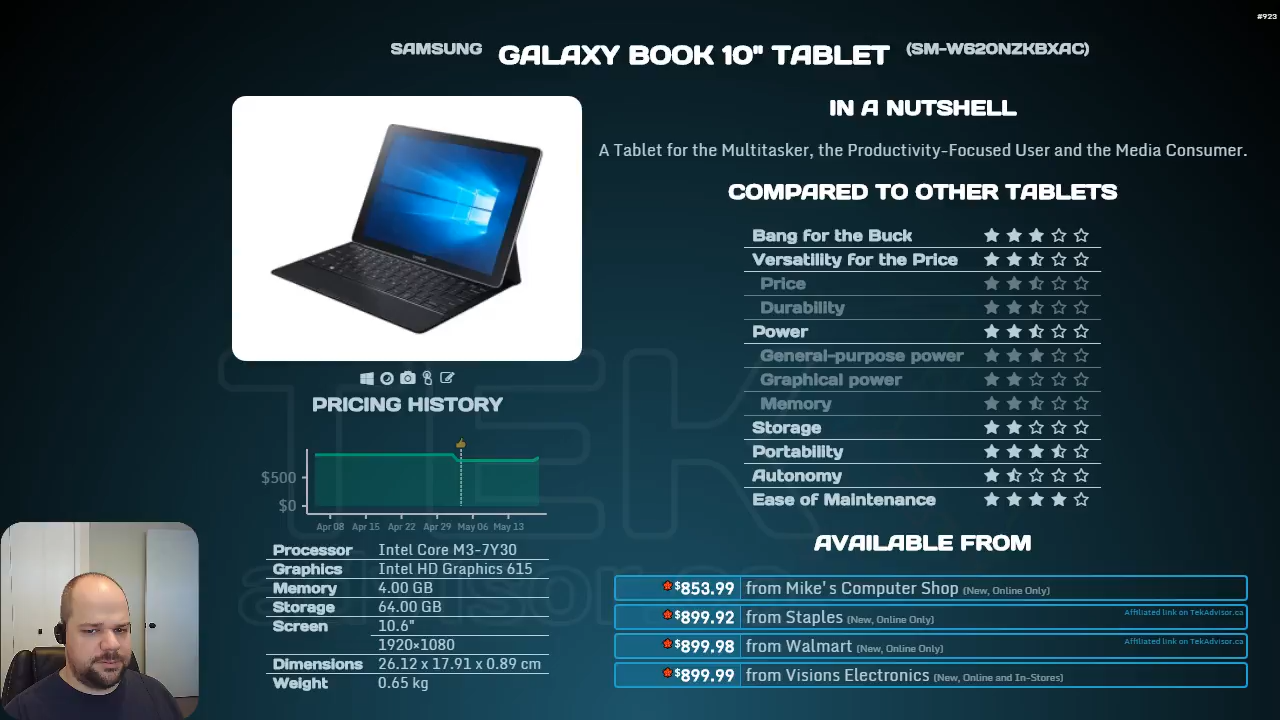 #923
SAMSUNG GALAXY BOOK 10" TABLET (SM-W620NZKBXAC)
IN A NUTSHELL
A Tablet for the Multitasker, the Productivity-Focused User and the Media Consumer.
COMPARED TO OTHER TABLETS
Bang for the Buck
Versatility for the Price
Price
Durability
Power
General-purpose power
Graphical power
Memory
Storage
Portability
Autonomy
Ease of Maintenance
PRICING HISTORY
$500
$0
Apr 08 Apr 15 Apr 22 Apr 29 May 06 May 13
Processor Intel Core M3-7Y30
Graphics Intel HD Graphics 615
Memory 4.00 GB
Storage 64.00 GB
Screen 10.6"
1920×1080
Dimensions 26.12 x 17.91 x 0.89 cm
Weight 0.65 kg
AVAILABLE FROM
$853.99 from Mike's Computer Shop (New, Online Only)
$899.92 from Staples (New, Online Only) Affiliated link on TekAdvisor.ca
$899.98 from Walmart (New, Online Only) Affiliated link on TekAdvisor.ca
$899.99 from Visions Electronics (New, Online and In-Stores)